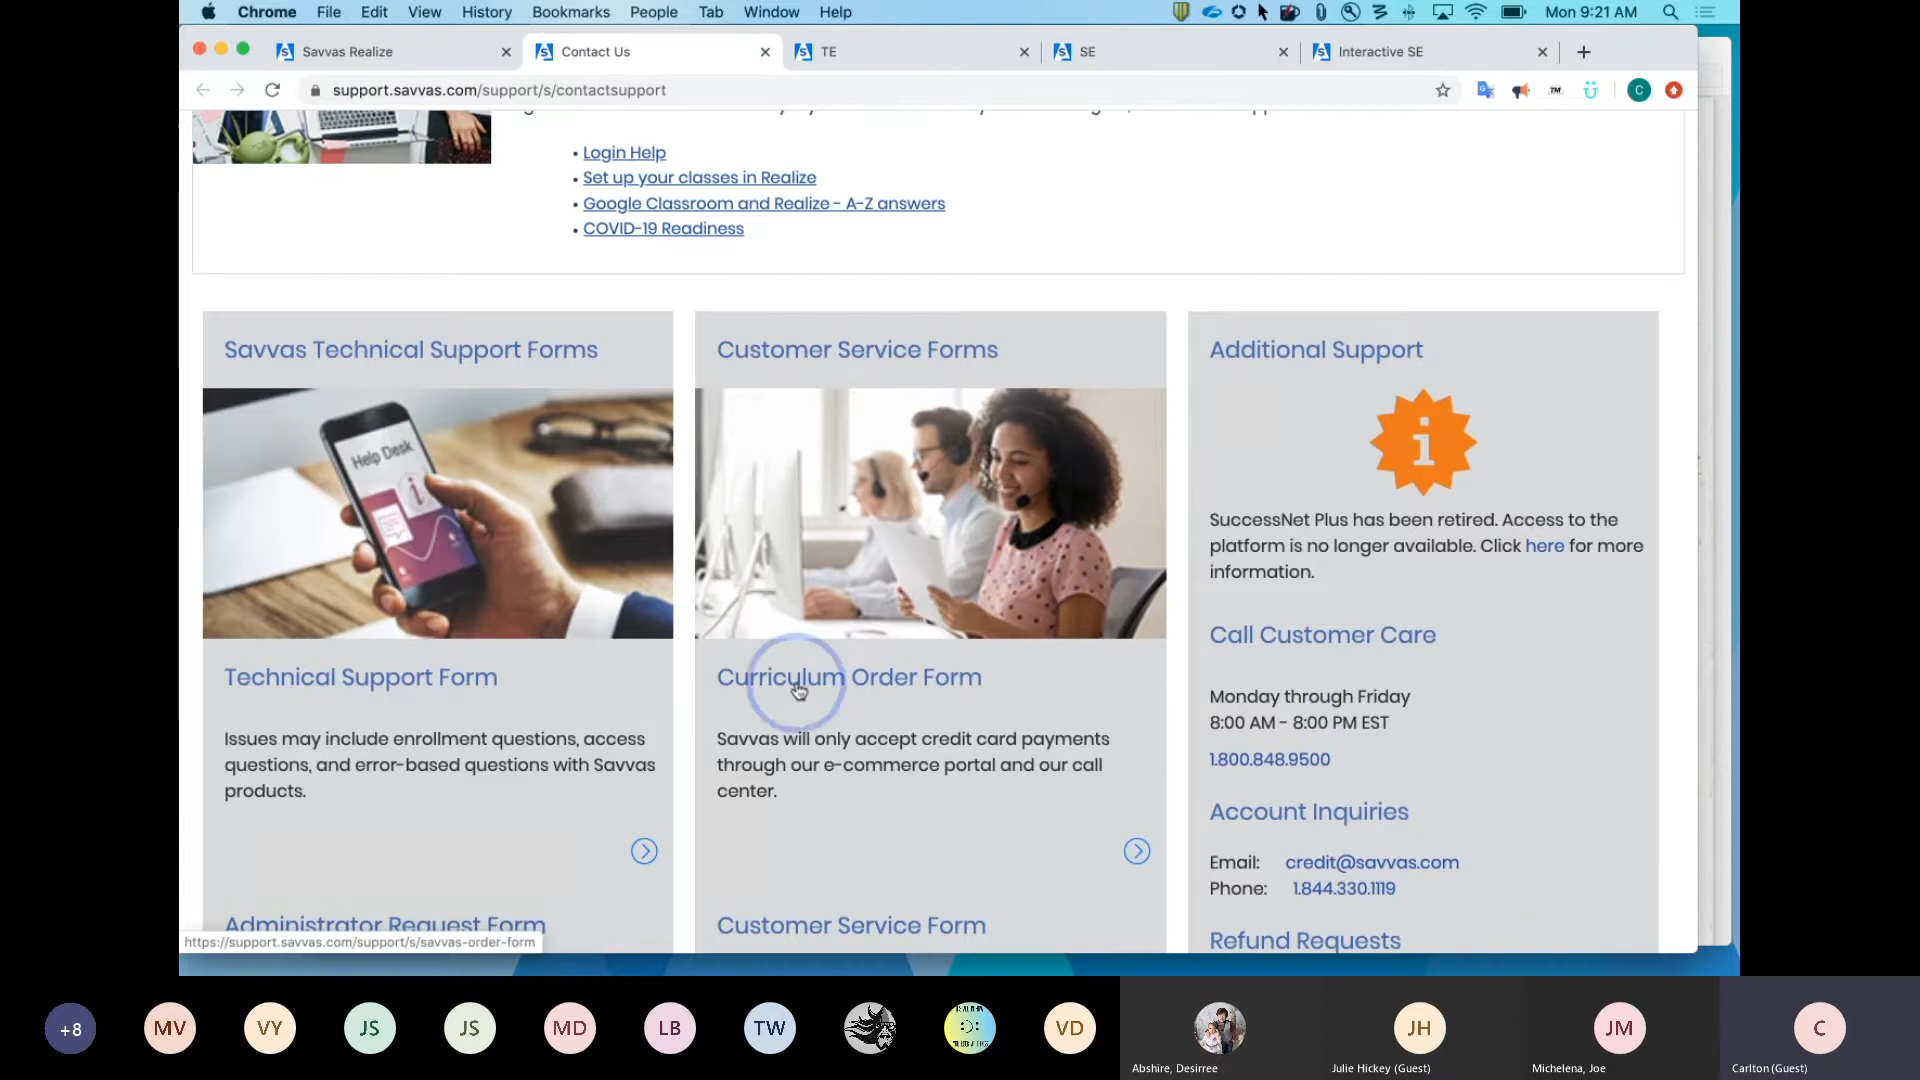 Chrome File Edit View History Bookmarks People Tab Window Help Mon 9:21 AM
Savvas Realize Contact Us TE SE Interactive SE
support.savvas.com/support/s/contactsupport
C
• Login Help
• Set up your classes in Realize
• Google Classroom and Realize - A-Z answers
• COVID-19 Readiness
Savvas Technical Support Forms
Help Desk
Technical Support Form
Issues may include enrollment questions, access
questions, and error-based questions with Savvas
products.
Administrator Request Form
Customer Service Forms
Curriculum Order Form
Savvas will only accept credit card payments
through our e-commerce portal and our call
center.
Customer Service Form
Additional Support
i
SuccessNet Plus has been retired. Access to the
platform is no longer available. Click here for more
information.
Call Customer Care
Monday through Friday
8:00 AM - 8:00 PM EST
1.800.848.9500
Account Inquiries
Email: credit@savvas.com
Phone: 1.844.330.1119
Refund Requests
https://support.savvas.com/support/s/savvas-order-form
+8 MV VY JS JS MD LB TW VD JH JM C
Abshire, Desirree Julie Hickey (Guest) Michelena, Joe Carlton (Guest)